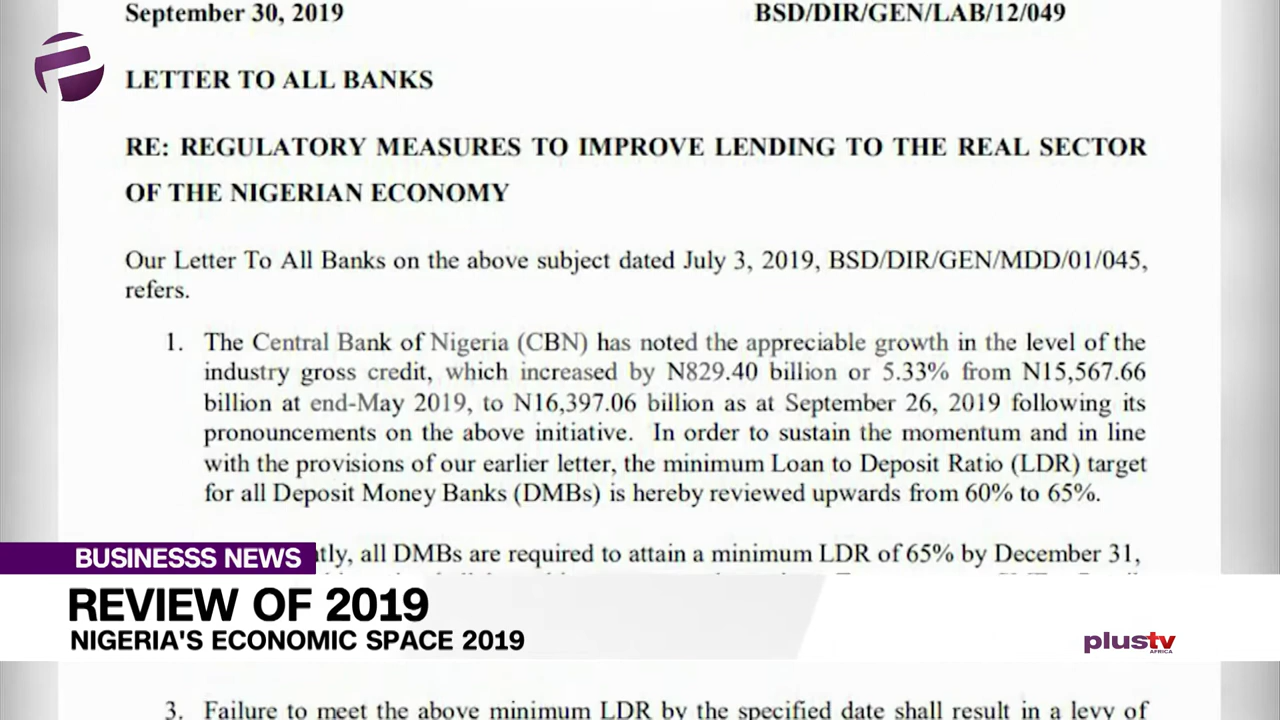 September 30, 2019 BSD/DIR/GEN/LAB/12/049
LETTER TO ALL BANKS
RE: REGULATORY MEASURES TO IMPROVE LENDING TO THE REAL SECTOR
OF THE NIGERIAN ECONOMY
Our Letter To All Banks on the above subject dated July 3, 2019, BSD/DIR/GEN/MDD/01/045,
refers.
1. The Central Bank of Nigeria (CBN) has noted the appreciable growth in the level of the
industry gross credit, which increased by N829.40 billion or 5.33% from N15,567.66
billion at end-May 2019, to N16,397.06 billion as at September 26, 2019 following its
pronouncements on the above initiative. In order to sustain the momentum and in line
with the provisions of our earlier letter, the minimum Loan to Deposit Ratio (LDR) target
for all Deposit Money Banks (DMBs) is hereby reviewed upwards from 60% to 65%.
all DMBs are required to attain a minimum LDR of 65% by December 31,
BUSINESSS NEWS
REVIEW OF 2019
NIGERIA'S ECONOMIC SPACE 2019
plustv
AFRICA
3. Failure to meet the above minimum LDR by the specified date shall result in a levy of